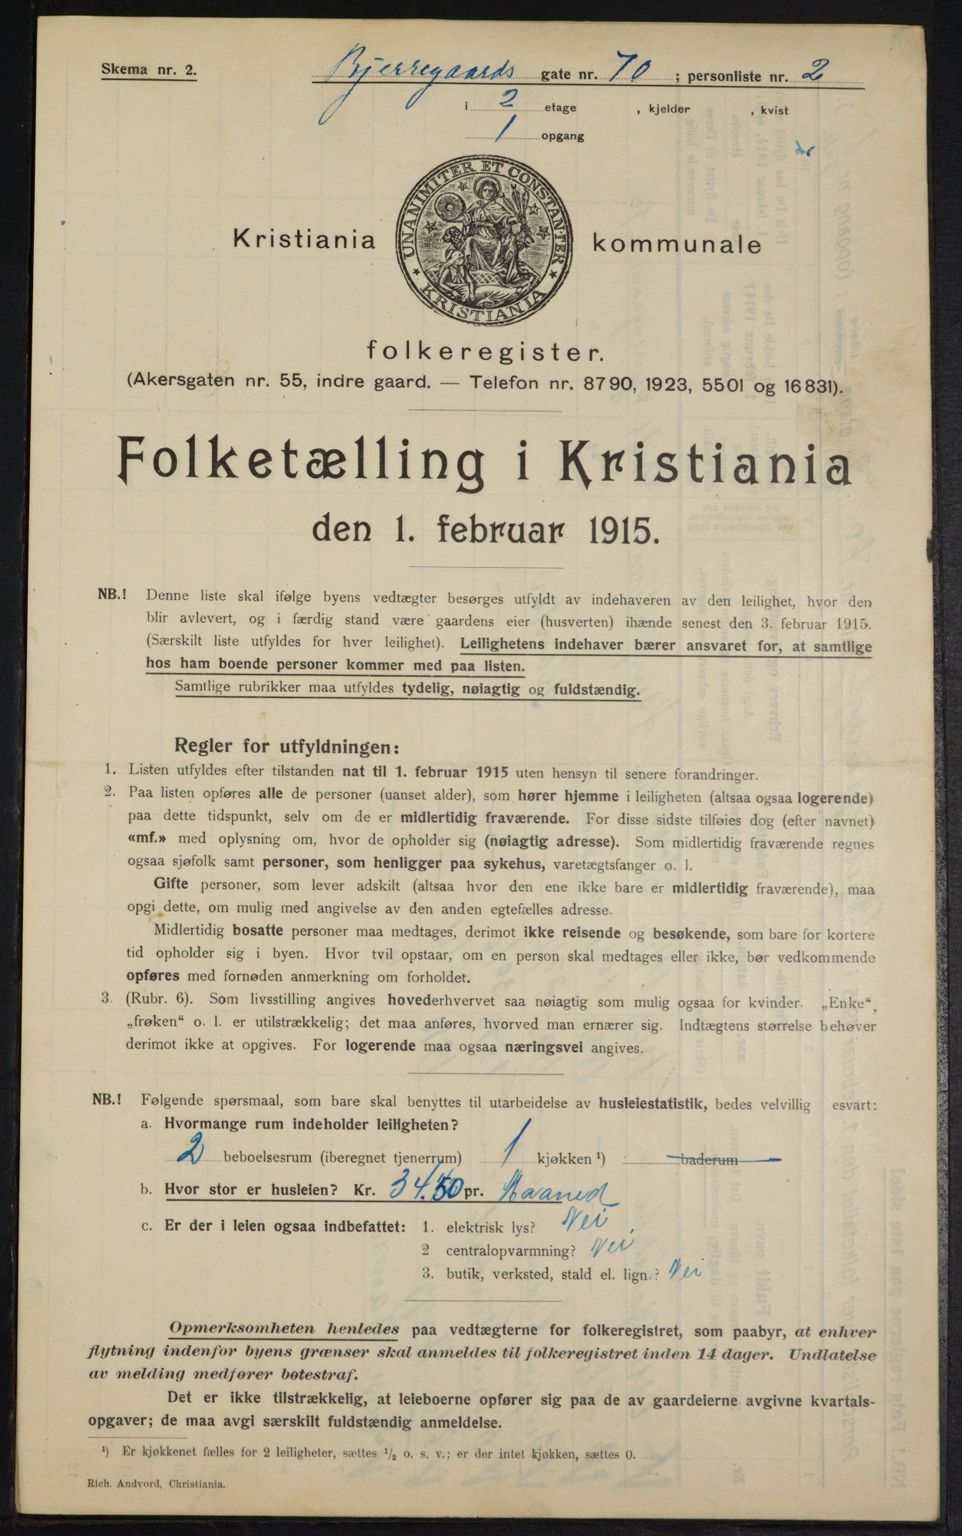 Skema nr. 2.
Bjerregaards gate nr. 70 ; personliste nr. 2
i 2 etage , kjelder , kvist
1 opgang
UNANIMITER ET CONSTANTER
KRISTIANIA
Kristiania kommunale
folkeregister.
(Akersgaten nr. 55, indre gaard. — Telefon nr. 8790, 1923, 5501 og 16831).
Folketælling i Kristiania
den 1. februar 1915.
NB.! Denne liste skal ifølge byens vedtægter besørges utfyldt av indehaveren av den leilighet, hvor den
blir avlevert, og i færdig stand være gaardens eier (husverten) ihænde senest den 3. februar 1915.
(Særskilt liste utfyldes for hver leilighet). Leilighetens indehaver bærer ansvaret for, at samtlige
hos ham boende personer kommer med paa listen.
Samtlige rubrikker maa utfyldes tydelig, nøiagtig og fuldstændig.
Regler for utfyldningen:
1. Listen utfyldes efter tilstanden nat til 1. februar 1915 uten hensyn til senere forandringer.
2. Paa listen opføres alle de personer (uanset alder), som hører hjemme i leiligheten (altsaa ogsaa logerende)
paa dette tidspunkt, selv om de er midlertidig fraværende. For disse sidste tilføies dog (efter navnet)
«mf.» med oplysning om, hvor de opholder sig (nøiagtig adresse). Som midlertidig fraværende regnes
ogsaa sjøfolk samt personer, som henligger paa sykehus, varetægtsfanger o. l.
Gifte personer, som lever adskilt (altsaa hvor den ene ikke bare er midlertidig fraværende), maa
opgi dette, om mulig med angivelse av den anden egtefælles adresse.
Midlertidig bosatte personer maa medtages, derimot ikke reisende og besøkende, som bare for kortere
tid opholder sig i byen. Hvor tvil opstaar, om en person skal medtages eller ikke, bør vedkommende
opføres med fornøden anmerkning om forholdet.
3. (Rubr. 6). Som livsstilling angives hovederhvervet saa nøiagtig som mulig ogsaa for kvinder. „Enke“,
„frøken“ o. l. er utilstrækkelig; det maa anføres, hvorved man ernærer sig. Indtægtens størrelse behøver
derimot ikke at opgives. For logerende maa ogsaa næringsvei angives.
NB.! Følgende spørsmaal, som bare skal benyttes til utarbeidelse av husleiestatistik, bedes velvillig esvart:
a. Hvormange rum indeholder leiligheten?
2 beboelsesrum (iberegnet tjenerrum) 1 kjøkken ¹) baderum
b. Hvor stor er husleien? Kr. 34.50 pr. Maaned
c. Er der i leien ogsaa indbefattet: 1. elektrisk lys? Nei
2 centralopvarmning? Nei
3. butik, verksted, stald el. lign.? Nei
Opmerksomheten henledes paa vedtægterne for folkeregistret, som paabyr, at enhver
flytning indenfor byens grænser skal anmeldes til folkeregistret inden 14 dager. Undlatelse
av melding medfører bøtestraf.
Det er ikke tilstrækkelig, at leieboerne opfører sig paa de av gaardeierne avgivne kvartals-
opgaver; de maa avgi særskilt fuldstændig anmeldelse.
¹) Er kjøkkenet fælles for 2 leiligheter, sættes ¹/₂ o. s. v.; er der intet kjøkken, sættes 0.
Rich. Andvord, Christiania.